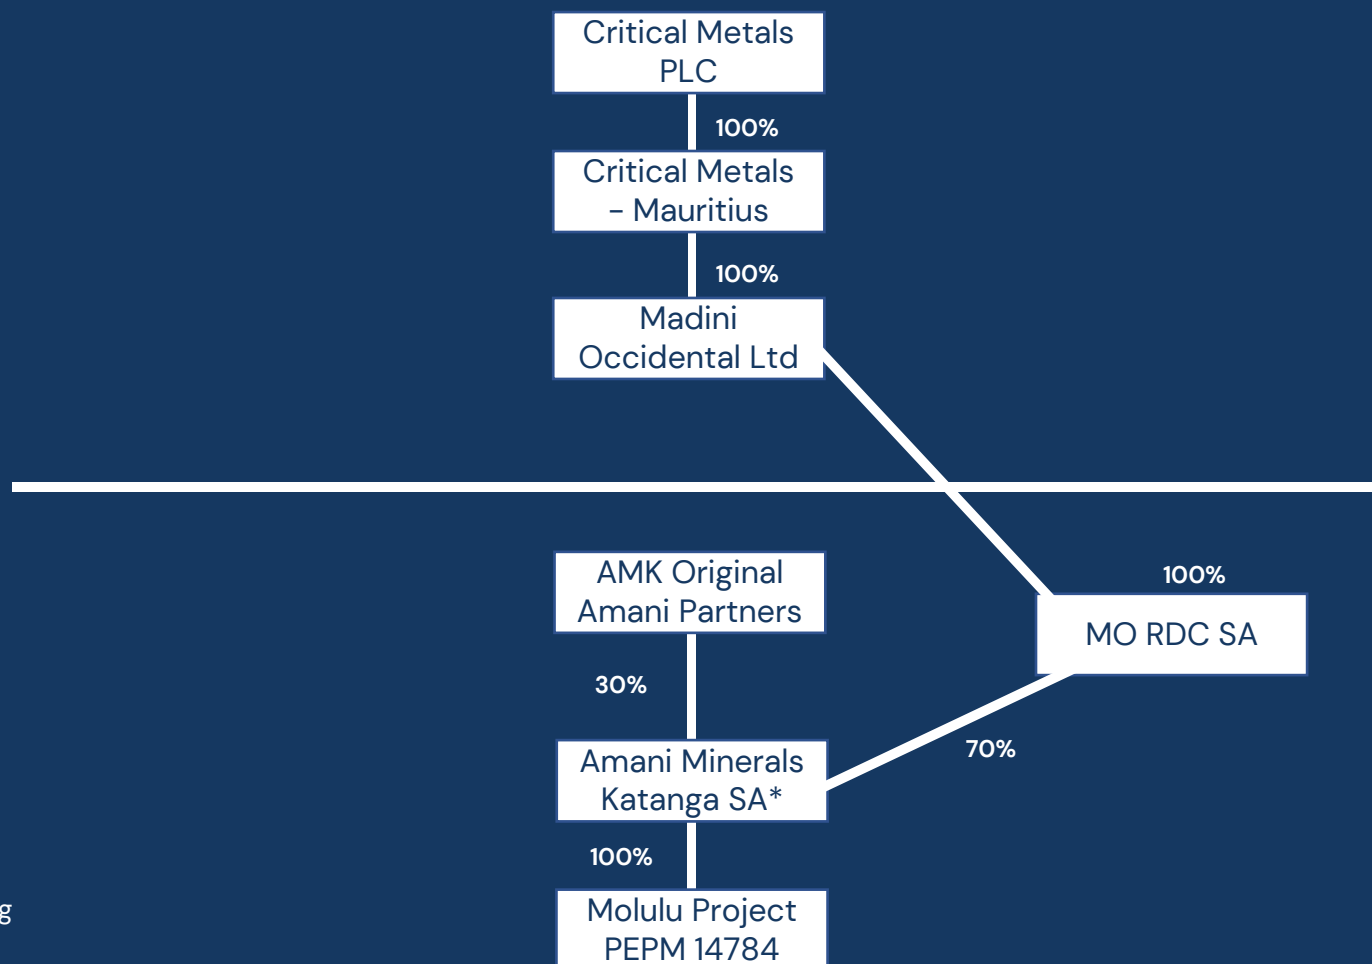 Critical Metals
PLC
100%
Critical Metals
- Mauritius
100%
Madini
Occidental Ltd
AMK Original
Amani Partners
100%
MO RDC SA
30%
70%
Amani Minerals
Katanga SA*
100%
Molulu Project
PEPM 14784